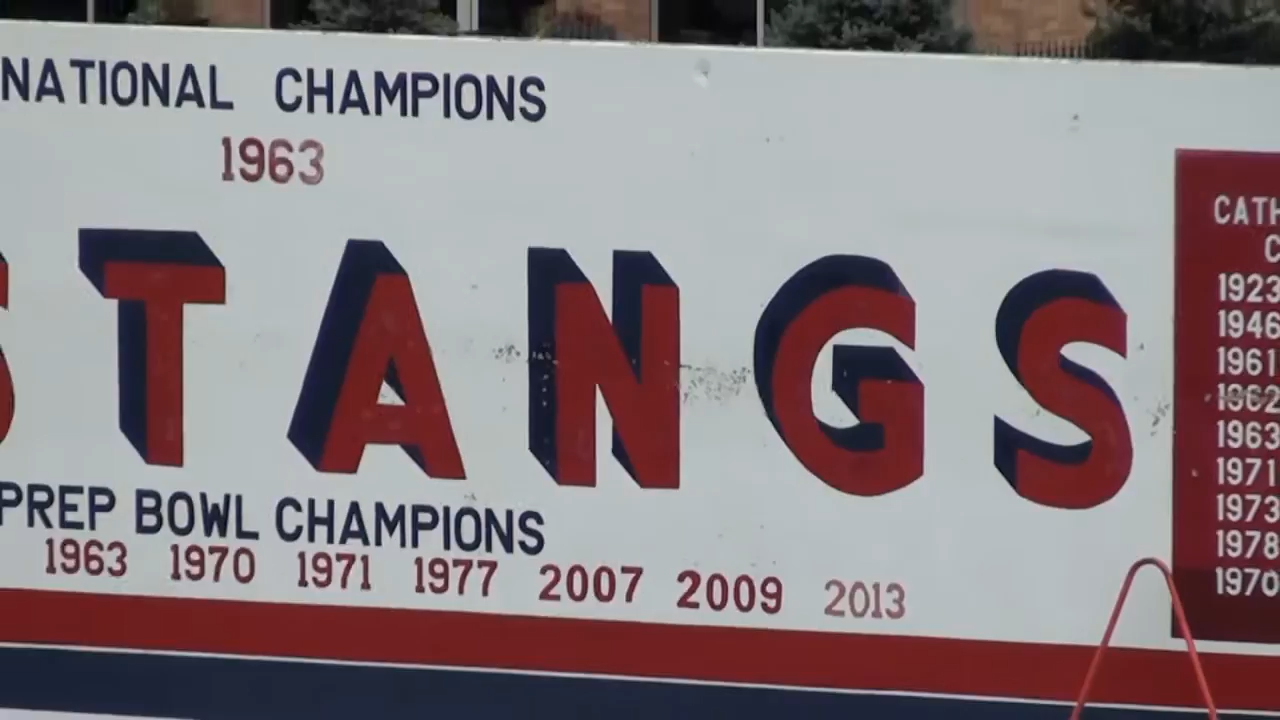 NATIONAL CHAMPIONS
1963
STANGS
PREP BOWL CHAMPIONS
1963 1970 1971 1977 2007 2009 2013
CATH
C
1923
1946
1961
1962
1963
1971
1973
1978
1970